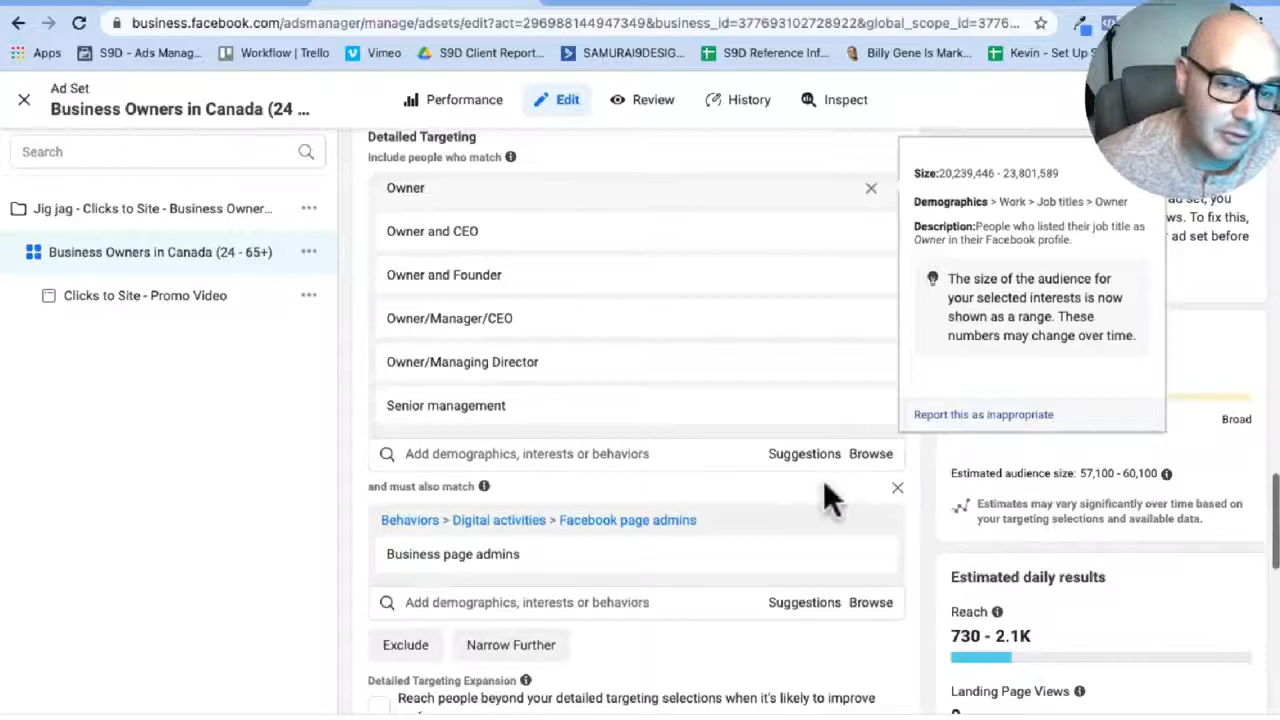 business.facebook.com/adsmanager/manage/adsets/edit?act=296988144947349&business_id=377693102728922&global_scope_id=3776...
Apps
S9D - Ads Manag...
Workflow | Trello
Vimeo
S9D Client Report...
SAMURAI9DESIG...
S9D Reference Inf...
Billy Gene Is Mark...
Kevin - Set Up S
Ad Set
Business Owners in Canada (24 ...
Performance
Edit
Review
History
Inspect
Search
Jig jag - Clicks to Site - Business Owner...
Business Owners in Canada (24 - 65+)
Clicks to Site - Promo Video
Detailed Targeting
Include people who match
Owner
Owner and CEO
Owner and Founder
Owner/Manager/CEO
Owner/Managing Director
Senior management
Add demographics, interests or behaviors
Suggestions Browse
and must also match
Behaviors > Digital activities > Facebook page admins
Business page admins
Add demographics, interests or behaviors
Suggestions Browse
Exclude
Narrow Further
Detailed Targeting Expansion
Reach people beyond your detailed targeting selections when it's likely to improve
Size:20,239,446 - 23,801,589
Demographics > Work > Job titles > Owner
Description:People who listed their job title as
Owner in their Facebook profile.
The size of the audience for
your selected interests is now
shown as a range. These
numbers may change over time.
Report this as inappropriate
ad set, you
ws. To fix this,
ad set before
Broad
Estimated audience size: 57,100 - 60,100
Estimates may vary significantly over time based on
your targeting selections and available data.
Estimated daily results
Reach
730 - 2.1K
Landing Page Views